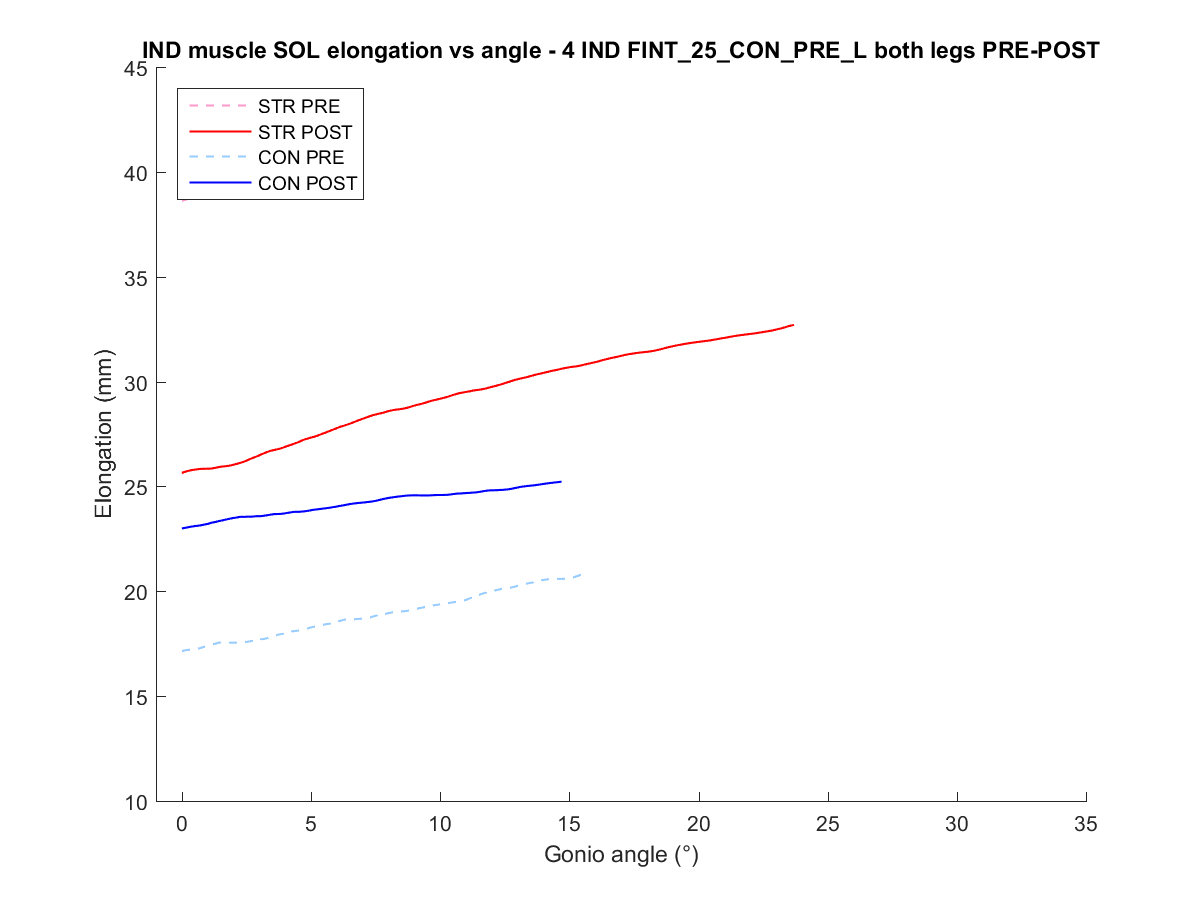 IND muscle SOL elongation vs angle - 4 IND FINT_25_CON_PRE_L both legs PRE-POST
45
40
35
30
25
20
15
10
STR PRE
STR POST
CON PRE
CON POST
Elongation (mm)
0 5 10 15 20 25 30 35
Gonio angle (°)